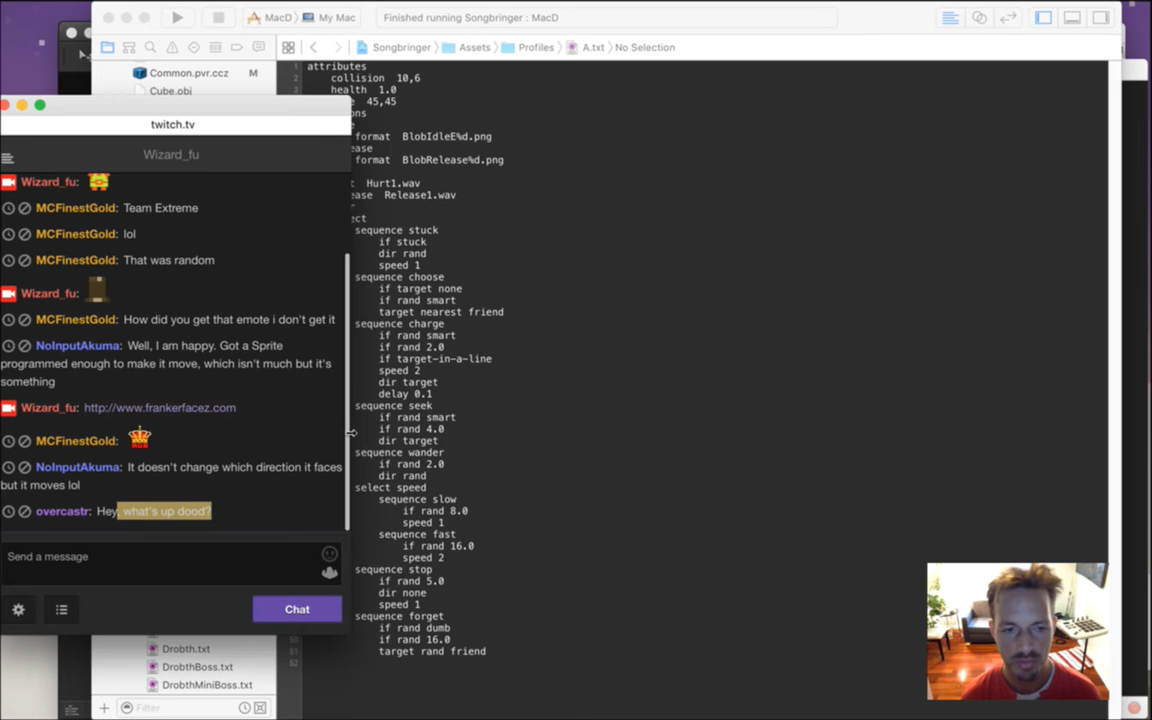 MacD My Mac
Finished running Songbringer : MacD
Songbringer Assets Profiles A.txt No Selection
Common.pvr.ccz M
Cube.obj
1 attributes
2 collision 10,6
3 health 1.0
45,45
format BlobIdleE%d.png
format BlobRelease%d.png
Hurt1.wav
Release1.wav
sequence stuck
if stuck
dir rand
speed 1
sequence choose
if target none
if rand smart
target nearest friend
sequence charge
if rand smart
if rand 2.0
if target-in-a-line
speed 2
dir target
delay 0.1
sequence seek
if rand smart
if rand 4.0
dir target
sequence wander
if rand 2.0
dir rand
select speed
sequence slow
if rand 8.0
speed 1
sequence fast
if rand 16.0
speed 2
sequence stop
if rand 5.0
dir none
speed 1
sequence forget
if rand dumb
if rand 16.0
51 target rand friend
52
twitch.tv
Wizard_fu
Wizard_fu:
MCFinestGold: Team Extreme
MCFinestGold: lol
MCFinestGold: That was random
Wizard_fu:
MCFinestGold: How did you get that emote i don't get it
NoInputAkuma: Well, I am happy. Got a Sprite
programmed enough to make it move, which isn't much but it's
something
Wizard_fu: http://www.frankerfacez.com
MCFinestGold:
NoInputAkuma: It doesn't change which direction it faces
but it moves lol
overcastr: Hey, what's up dood?
Send a message
Chat
Drobth.txt
DrobthBoss.txt
DrobthMiniBoss.txt
Filter